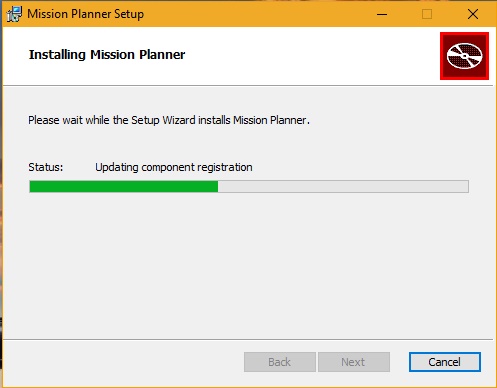 Mission Planner Setup
Installing Mission Planner
Please wait while the Setup Wizard installs Mission Planner.
Status: Updating component registration
Back Next Cancel